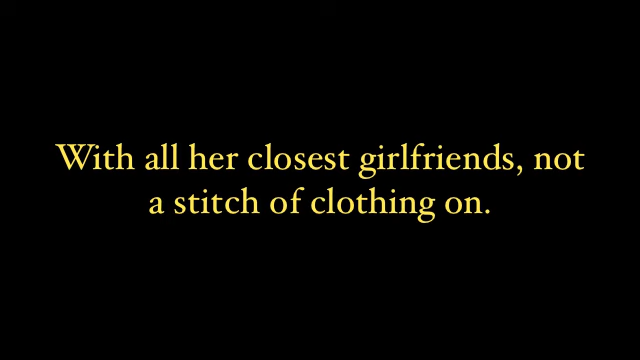 With all her closest girlfriends, not
a stitch of clothing on.